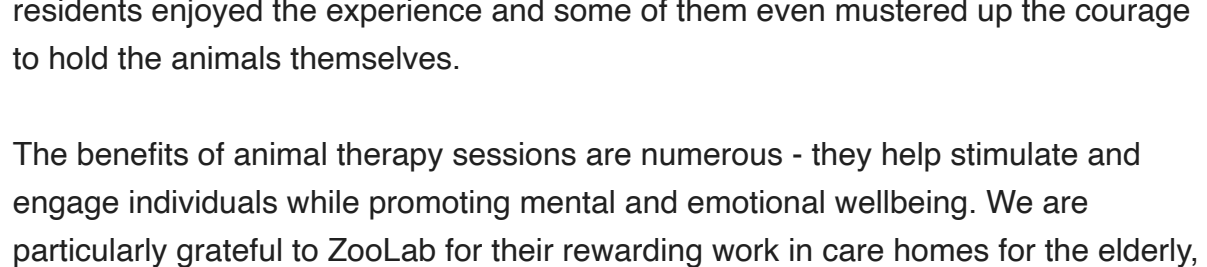 residents enjoyed the experience and some of them even mustered up the courage
to hold the animals themselves.
The benefits of animal therapy sessions are numerous - they help stimulate and
engage individuals while promoting mental and emotional wellbeing. We are
particularly grateful to ZooLab for their rewarding work in care homes for the elderly,